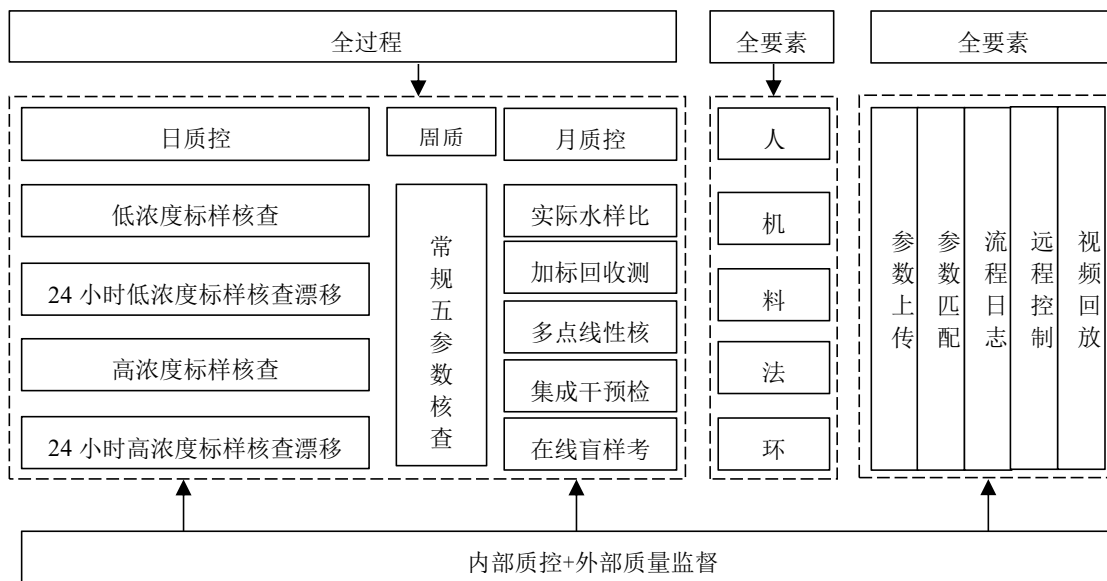 全过程
全要素
全要素
日质控
周质
月质控
低浓度标样核查
24 小时低浓度标样核查漂移
高浓度标样核查
24 小时高浓度标样核查漂移
常规五参数核查
实际水样比
加标回收测
多点线性核
集成干预检
在线盲样考
人
机
料
法
环
参数上传
参数匹配
流程日志
远程控制
视频回放
内部质控+外部质量监督